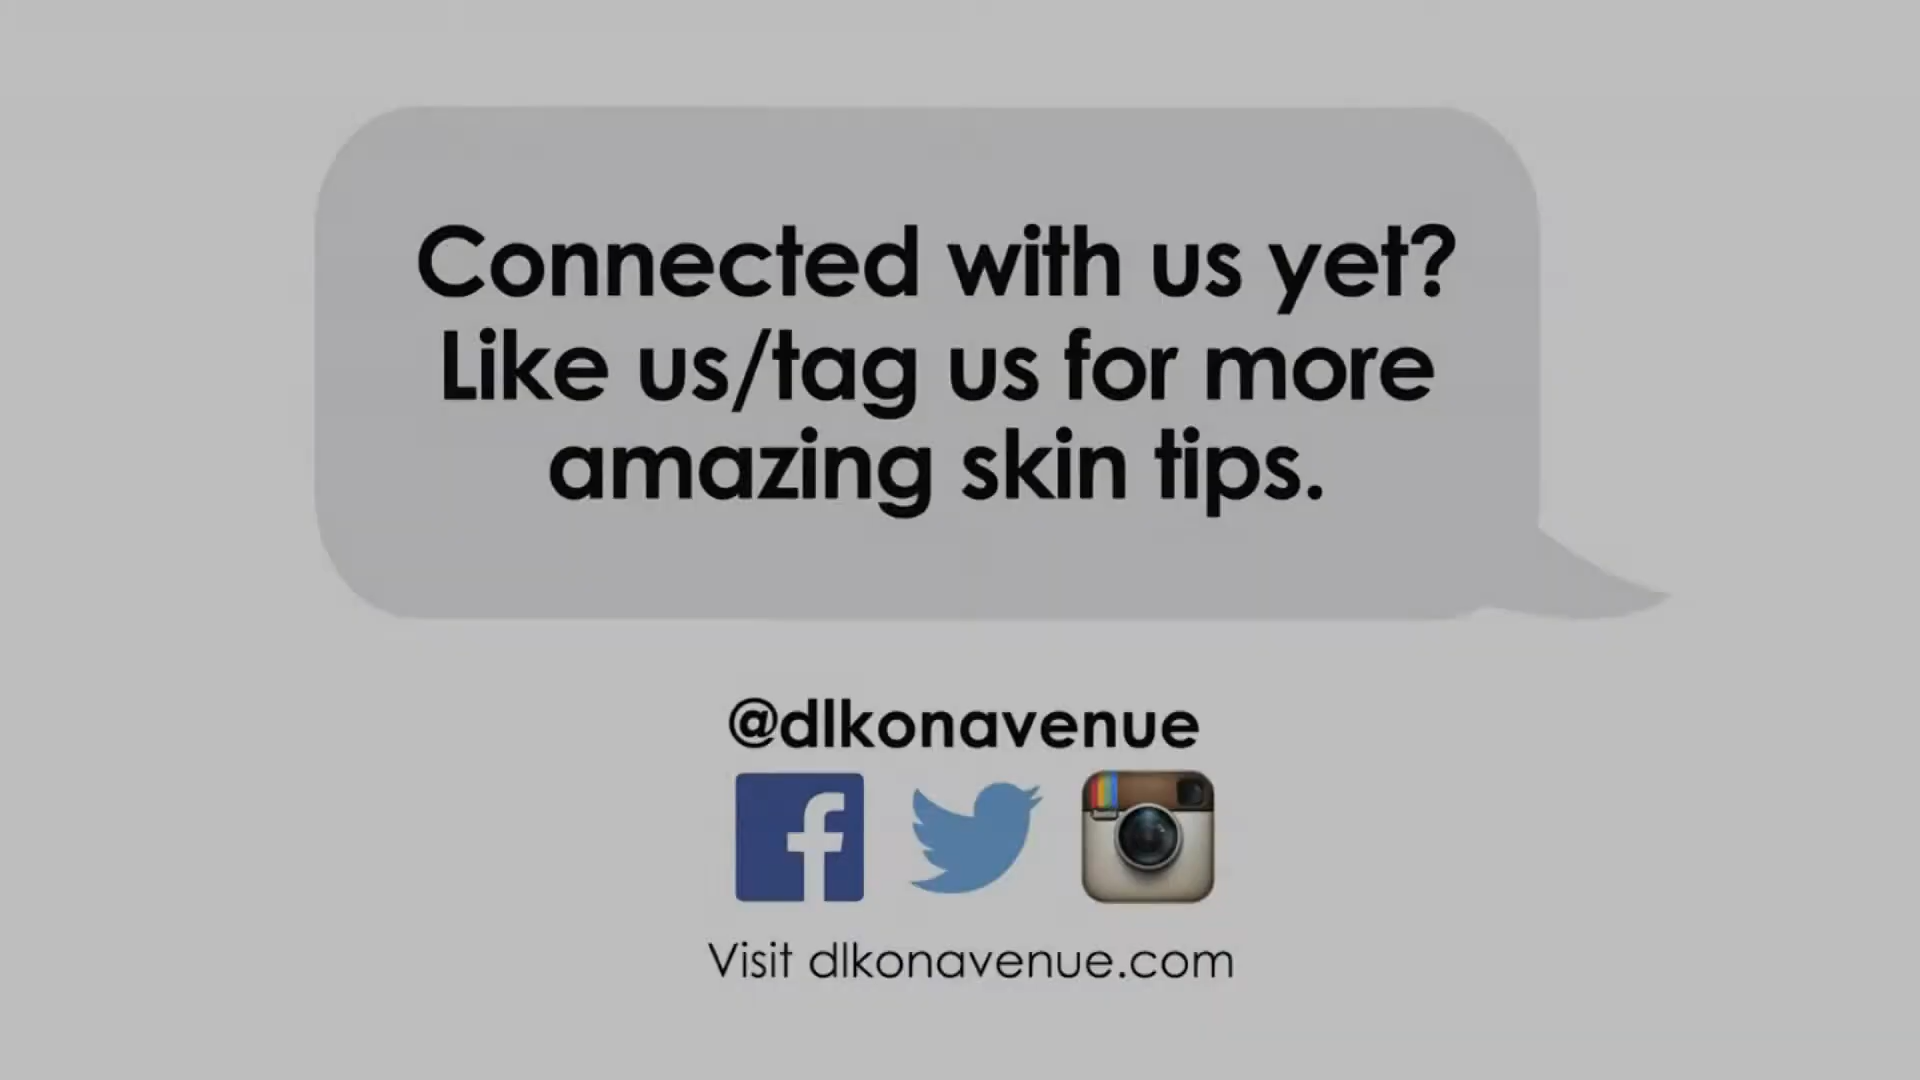 Connected with us yet?
Like us/tag us for more
amazing skin tips.
@dlkonavenue
Visit dlkonavenue.com